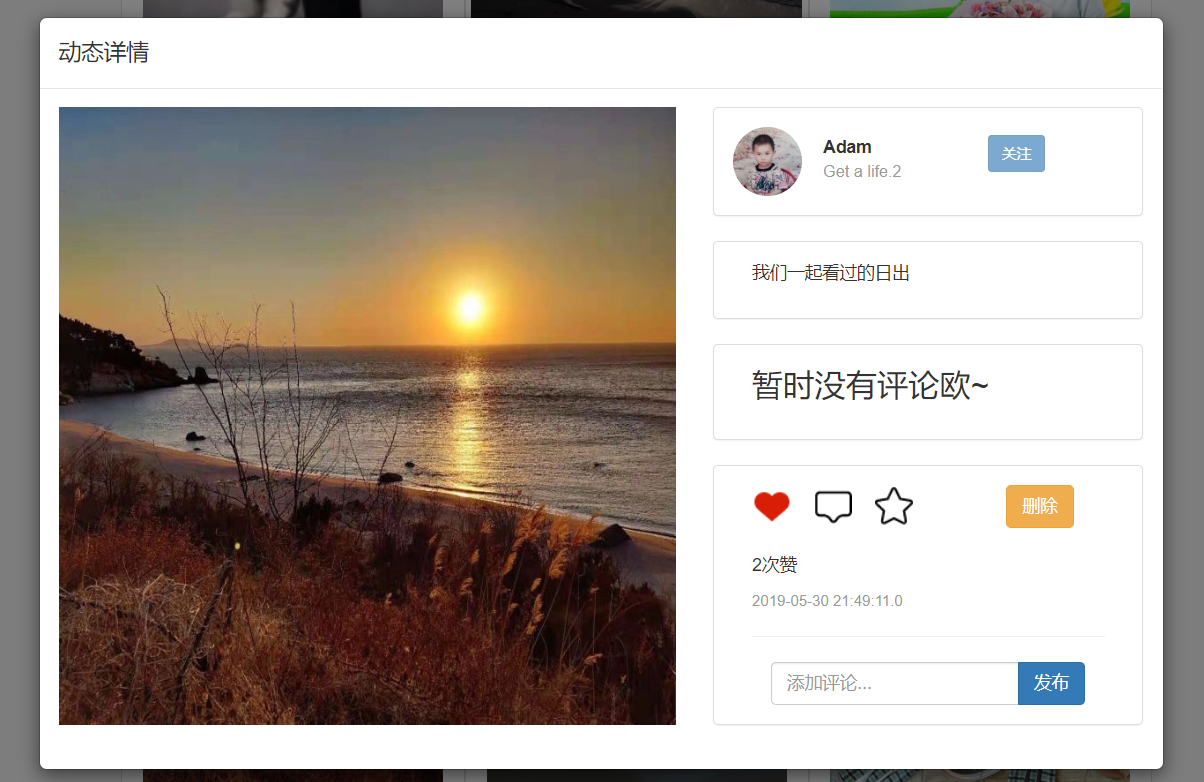 动态详情
Adam
Get a life.2
关注
我们一起看过的日出
暂时没有评论欧~
删除
2次赞
2019-05-30 21:49:11.0
添加评论...
发布